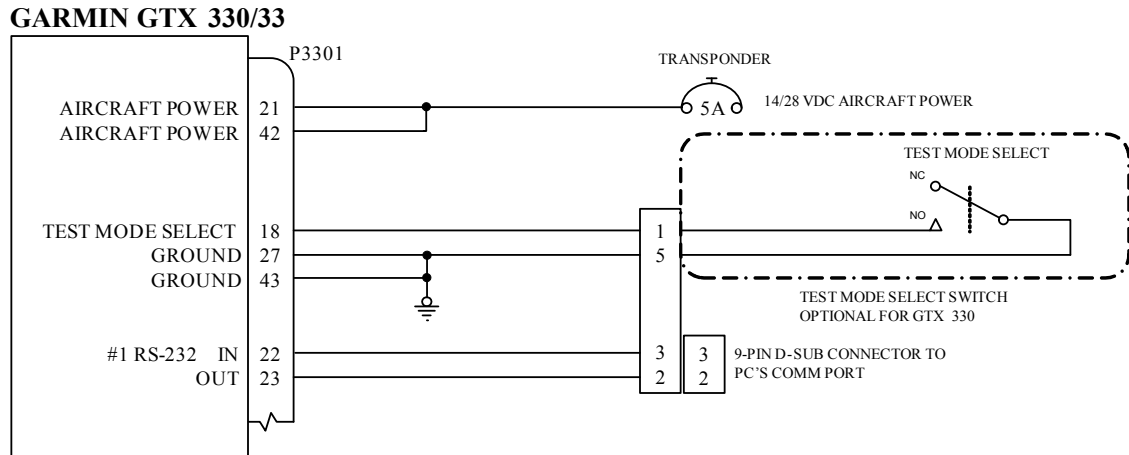 GARMIN GTX 330/33
P3301
TRANSPONDER
5A
14/28 VDC AIRCRAFT POWER
AIRCRAFT POWER 21
AIRCRAFT POWER 42
TEST MODE SELECT
NC
NO
TEST MODE SELECT 18
1
GROUND 27
5
GROUND 43
TEST MODE SELECT SWITCH
OPTIONAL FOR GTX 330
#1 RS-232 IN 22
3
3
9-PIN D-SUB CONNECTOR TO
OUT 23
2
2
PC'S COMM PORT